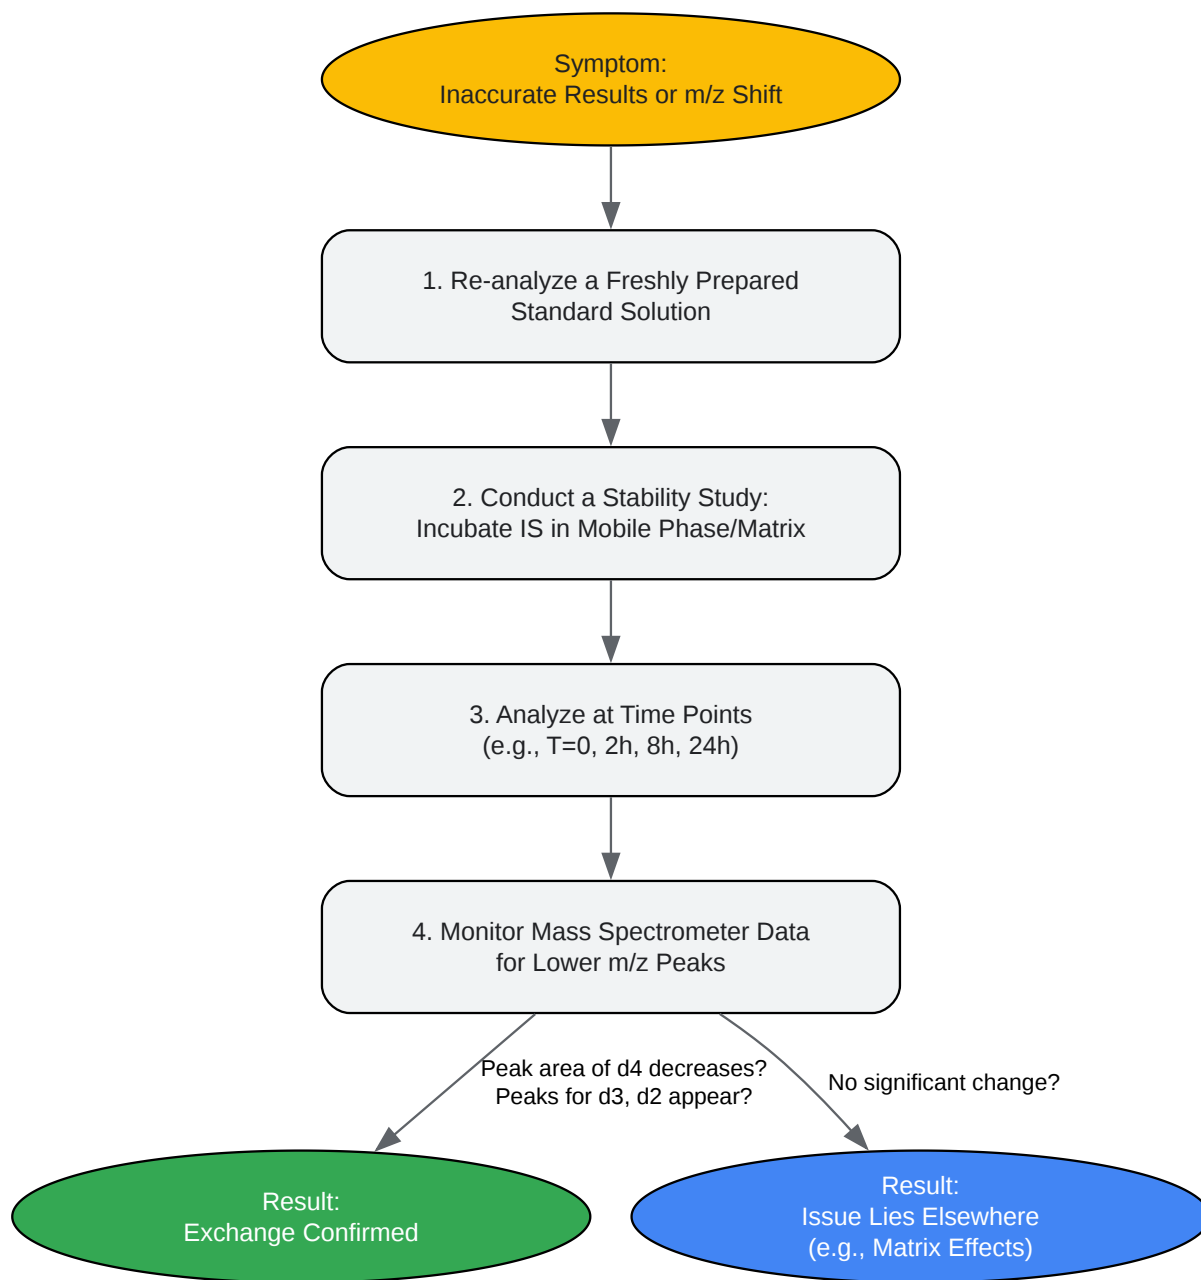 Symptom:
Inaccurate Results or m/z Shift
1. Re-analyze a Freshly Prepared
Standard Solution
2. Conduct a Stability Study:
Incubate IS in Mobile Phase/Matrix
3. Analyze at Time Points
(e.g., T=0, 2h, 8h, 24h)
4. Monitor Mass Spectrometer Data
for Lower m/z Peaks
Peak area of d4 decreases?
Peaks for d3, d2 appear?
No significant change?
Result:
Exchange Confirmed
Result:
Issue Lies Elsewhere
(e.g., Matrix Effects)